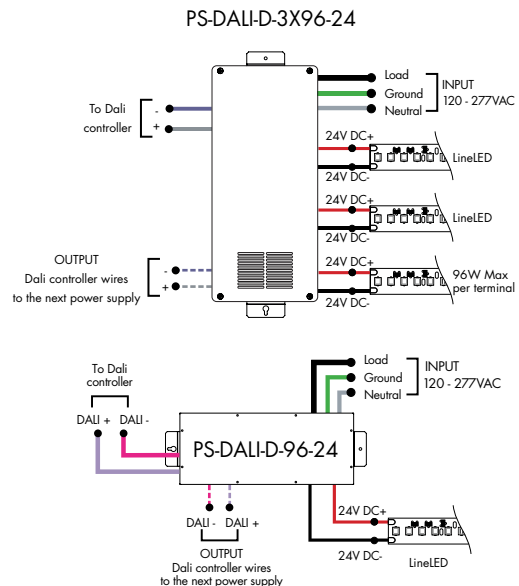 PS-DALI-D-3X96-24
Load
Ground
Neutral
INPUT
120 - 277VAC
To Dali
controller
-
+
24V DC+
24V DC-
LineLED
24V DC+
24V DC-
LineLED
OUTPUT
Dali controller wires
to the next power supply
-
+
24V DC+
24V DC-
96W Max
per terminal
To Dali
controller
DALI + DALI -
Load
Ground
Neutral
INPUT
120 - 277VAC
PS-DALI-D-96-24
DALI - DALI +
OUTPUT
Dali controller wires
to the next power supply
24V DC+
24V DC-
LineLED